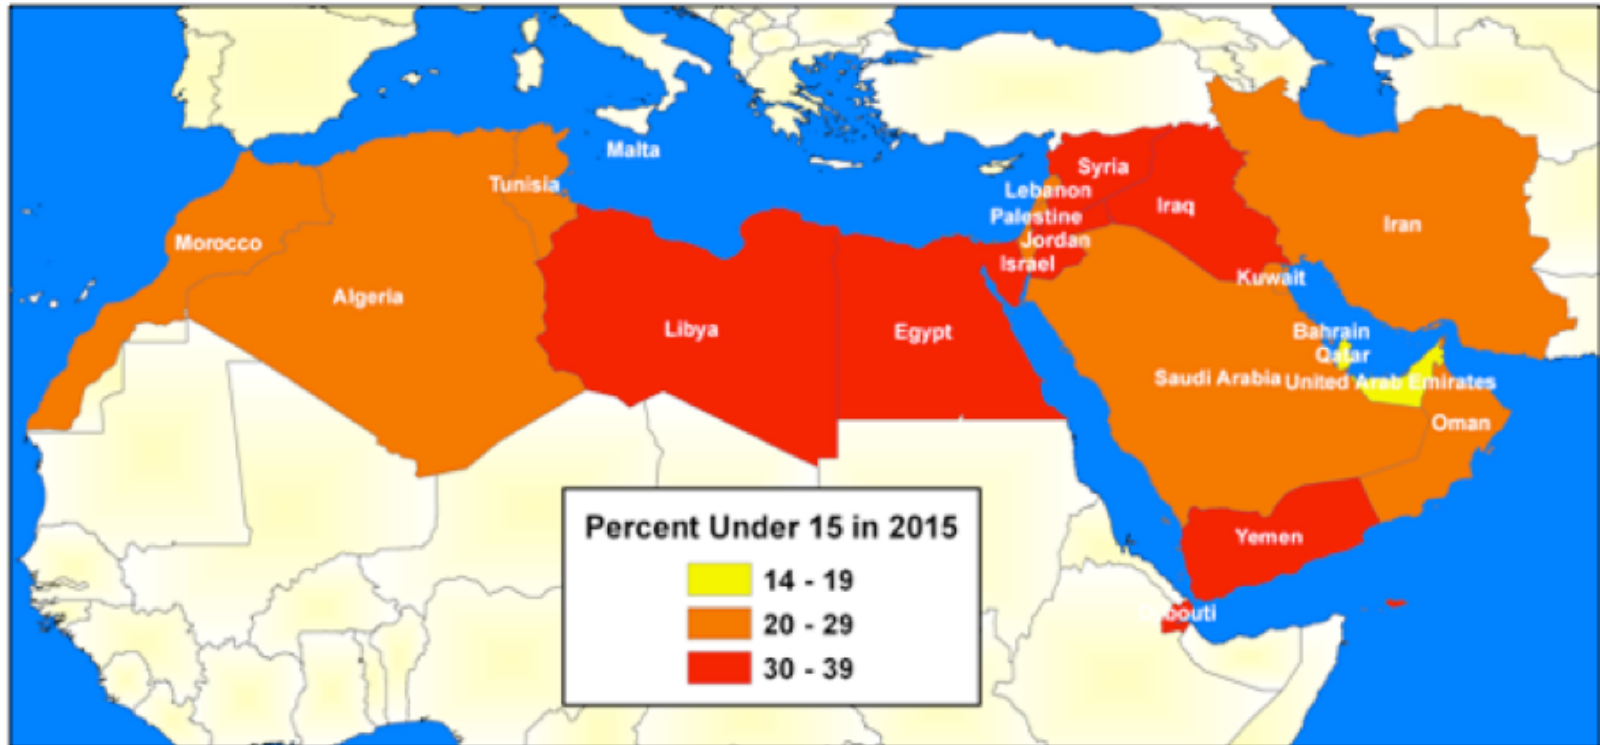 Malta
Syria
Tunisia
Lebanon
Iraq
Palestine
Iran
Morocco
Jordan
Israel
Kuwait
Algeria
Libya
Egypt
Bahrain
Qatar
Saudi Arabia
United Arab Emirates
Oman
Yemen
Djibouti
Percent Under 15 in 2015
14 - 19
20 - 29
30 - 39